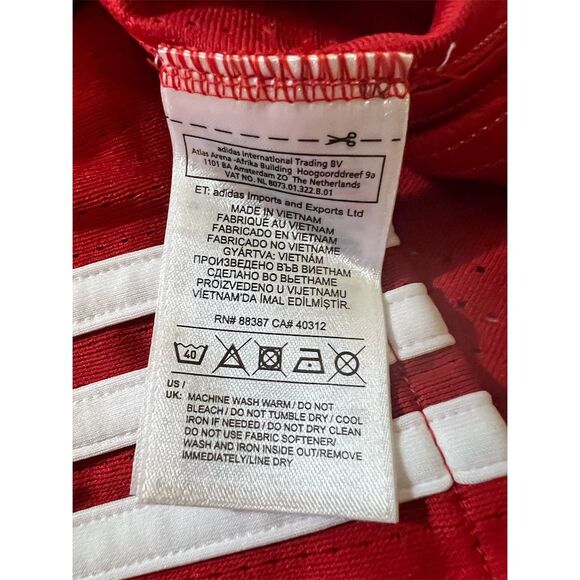 adidas International Trading BV
Atlas Arena -Afrika Building Hoogoorddreef 9a
1101 BA Amsterdam ZO The Netherlands
VAT NO. NL 8073.01.322.B.01
ET: adidas Imports and Exports Ltd
MADE IN VIETNAM
FABRIQUÉ AU VIETNAM
FABRICADO EN VIETNAM
FABRICADO NO VIETNAME
GYÁRTVA: VIETNÁM
ПРОИЗВЕДЕНО ВЪВ ВИЕТНАМ
СДЕЛАНО ВО ВЬЕТНАМЕ
PROIZVEDENO U VIJETNAMU
VİETNAM'DA İMAL EDİLMİŞTİR.
RN# 88387 CA# 40312
40
US /
UK: MACHINE WASH WARM / DO NOT
BLEACH / DO NOT TUMBLE DRY / COOL
IRON IF NEEDED / DO NOT DRY CLEAN
DO NOT USE FABRIC SOFTENER/
WASH AND IRON INSIDE OUT/REMOVE
IMMEDIATELY/LINE DRY